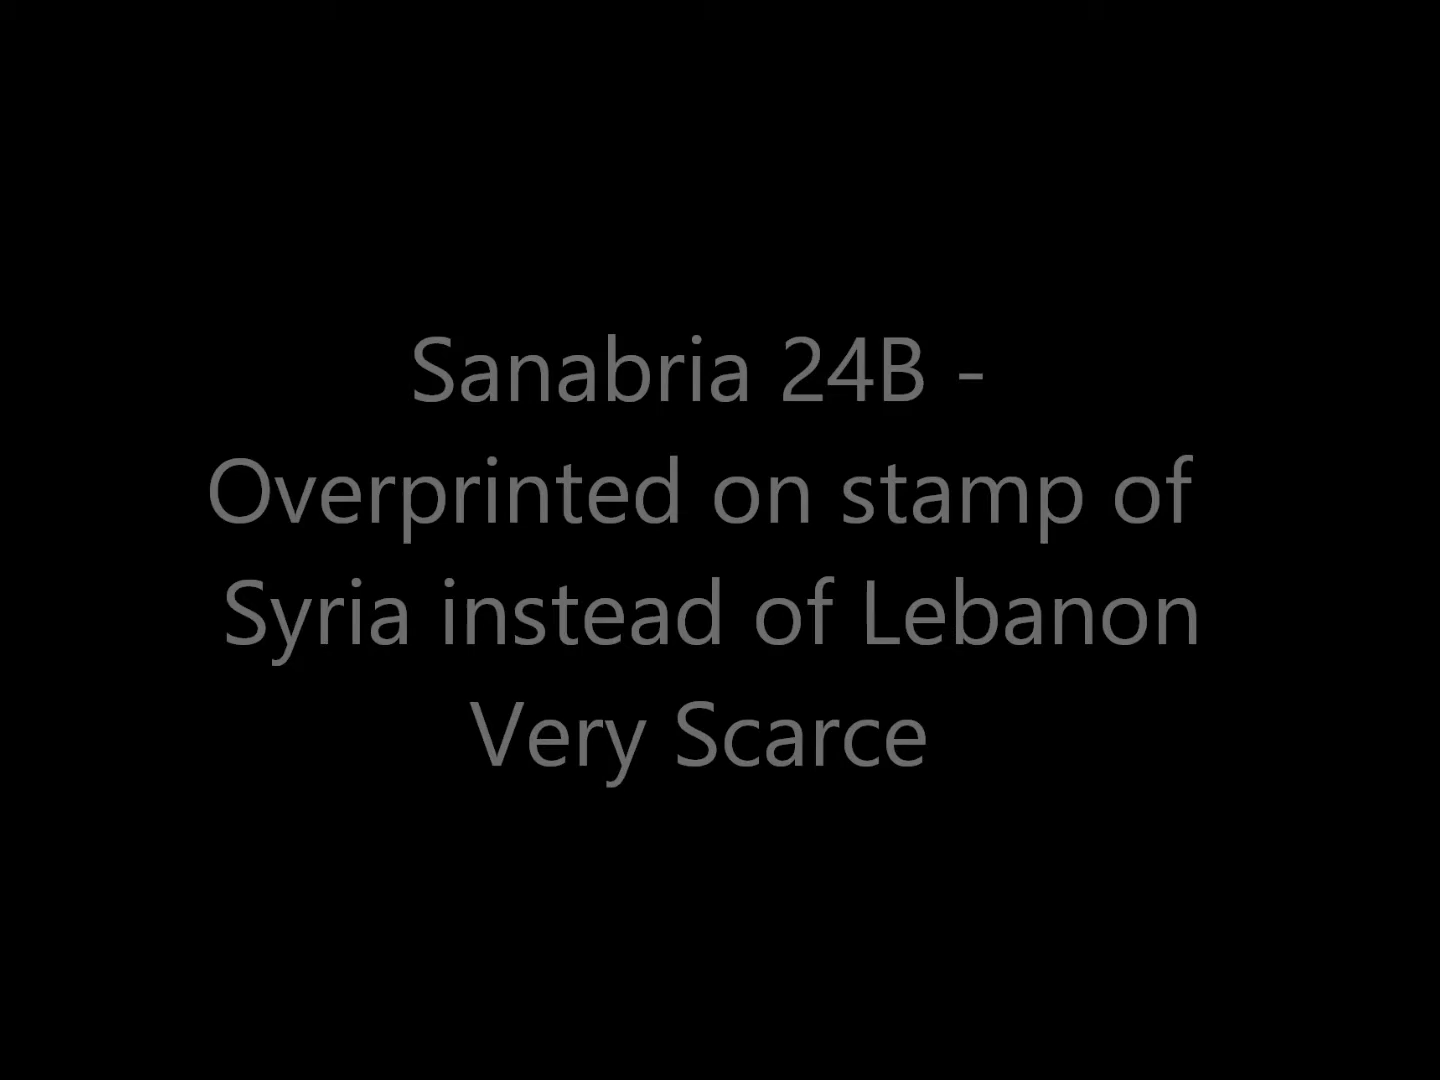 Sanabria 24B -
Overprinted on stamp of
Syria instead of Lebanon
Very Scarce